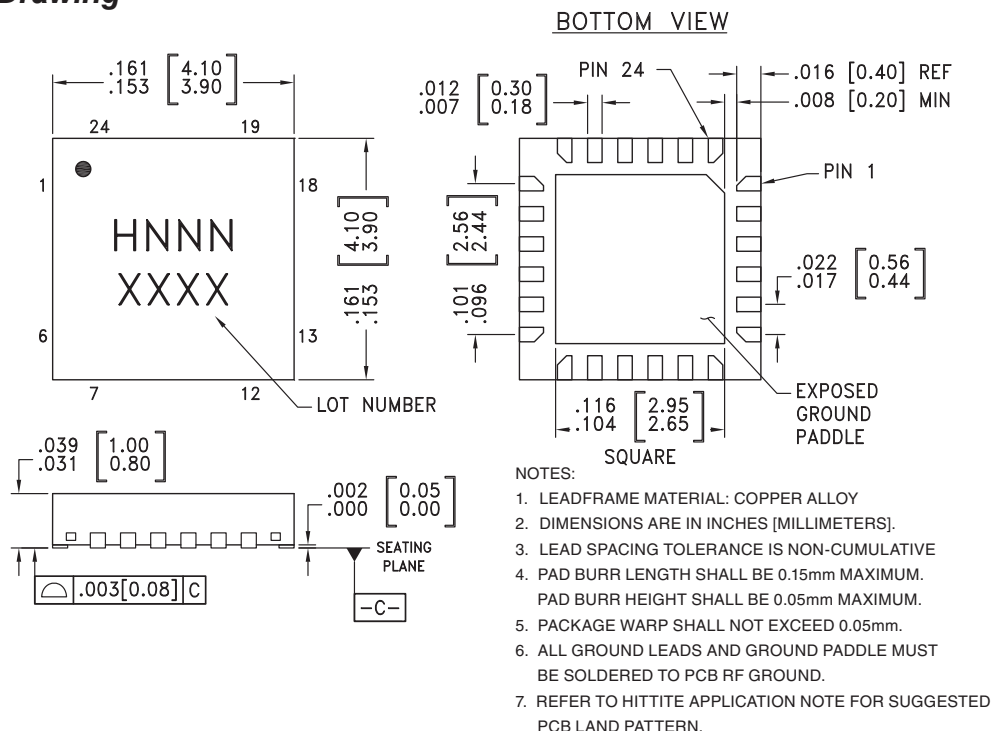 Drawing
BOTTOM VIEW
.161 [4.10]
.153 [3.90]
24 19
1 18
HNNN
XXXX
6 13
7 12
LOT NUMBER
.161 [4.10]
.153 [3.90]
.012 [0.30]
.007 [0.18]
PIN 24
.016 [0.40] REF
.008 [0.20] MIN
PIN 1
.101 [2.56]
.096 [2.44]
.022 [0.56]
.017 [0.44]
.116 [2.95]
.104 [2.65]
SQUARE
EXPOSED
GROUND
PADDLE
.039 [1.00]
.031 [0.80]
.002 [0.05]
.000 [0.00]
SEATING
PLANE
.003[0.08] C
-C-
NOTES:
1. LEADFRAME MATERIAL: COPPER ALLOY
2. DIMENSIONS ARE IN INCHES [MILLIMETERS].
3. LEAD SPACING TOLERANCE IS NON-CUMULATIVE
4. PAD BURR LENGTH SHALL BE 0.15mm MAXIMUM.
PAD BURR HEIGHT SHALL BE 0.05mm MAXIMUM.
5. PACKAGE WARP SHALL NOT EXCEED 0.05mm.
6. ALL GROUND LEADS AND GROUND PADDLE MUST
BE SOLDERED TO PCB RF GROUND.
7. REFER TO HITTITE APPLICATION NOTE FOR SUGGESTED
PCB LAND PATTERN.